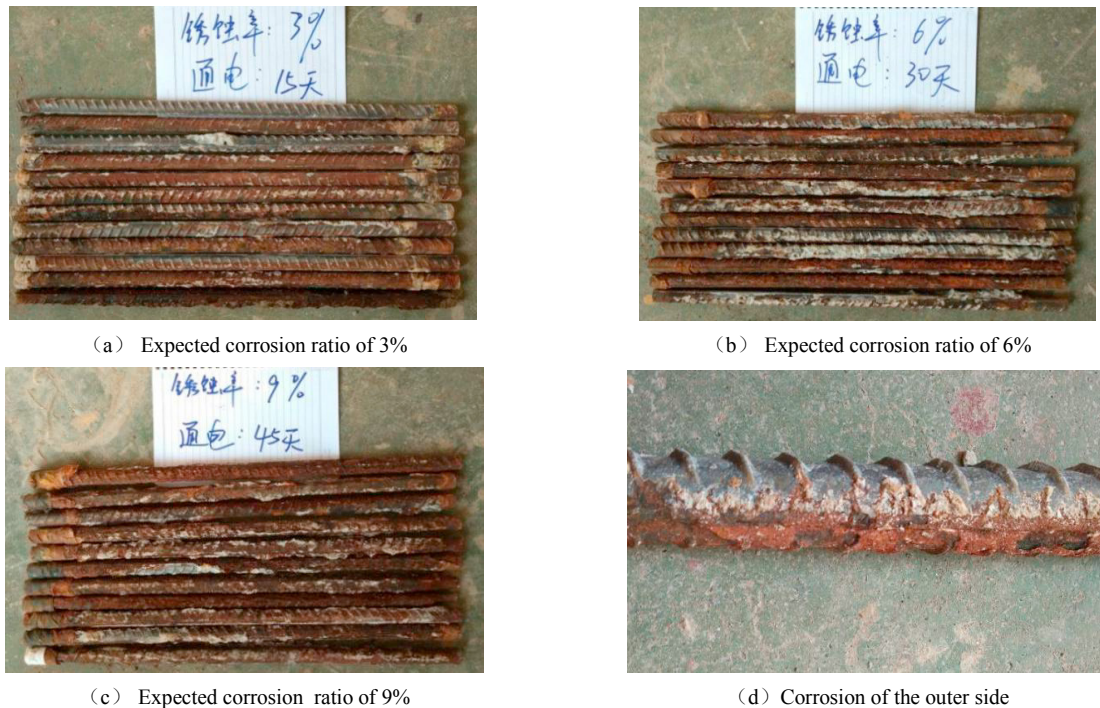 锈蚀率: 3%
通电: 15天
锈蚀率: 6%
通电: 30天
(a) Expected corrosion ratio of 3%
(b) Expected corrosion ratio of 6%
锈蚀率: 9%
通电: 45天
(c) Expected corrosion ratio of 9%
(d) Corrosion of the outer side